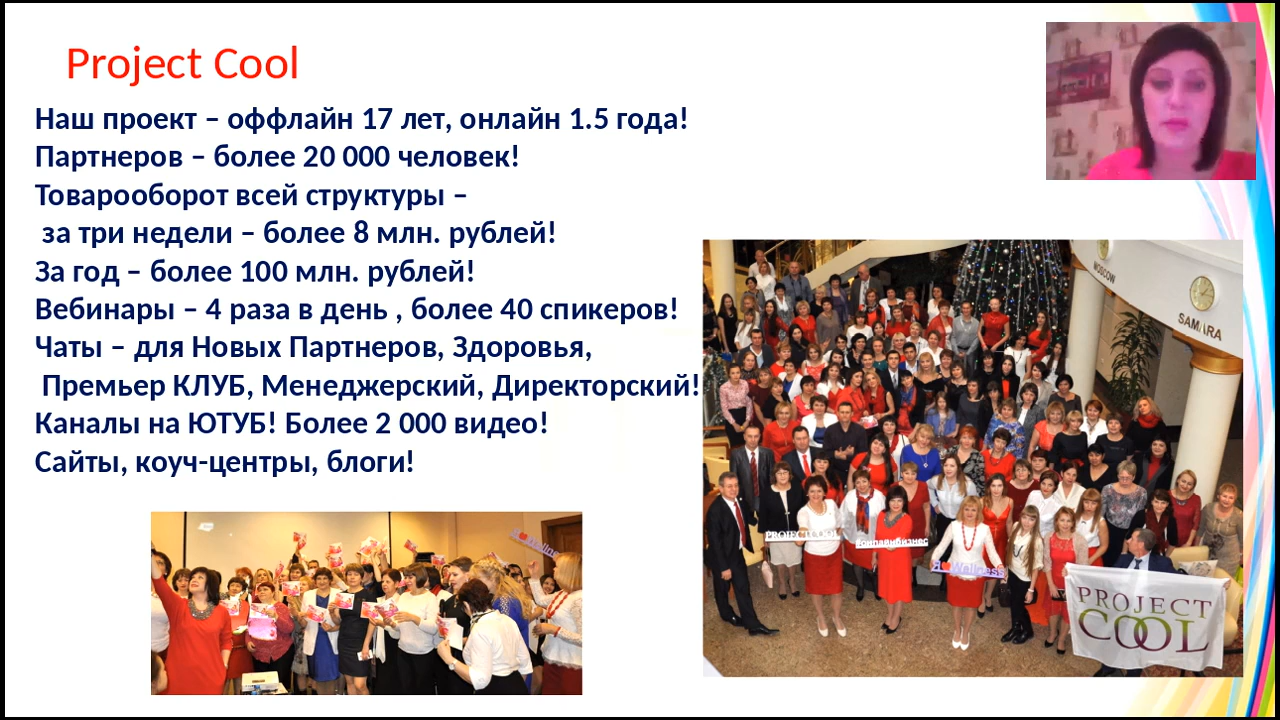 Project Cool
Наш проект – оффлайн 17 лет, онлайн 1.5 года!
Партнеров – более 20 000 человек!
Товарооборот всей структуры –
за три недели – более 8 млн. рублей!
За год – более 100 млн. рублей!
Вебинары – 4 раза в день , более 40 спикеров!
Чаты – для Новых Партнеров, Здоровья,
Премьер КЛУБ, Менеджерский, Директорский!
Каналы на ЮТУБ! Более 2 000 видео!
Сайты, коуч-центры, блоги!
MOSCOW
SAMARA
PROJECT COOL
#онлайнбизнес
Я Wellness
PROJECT
COOL
Я Wellness